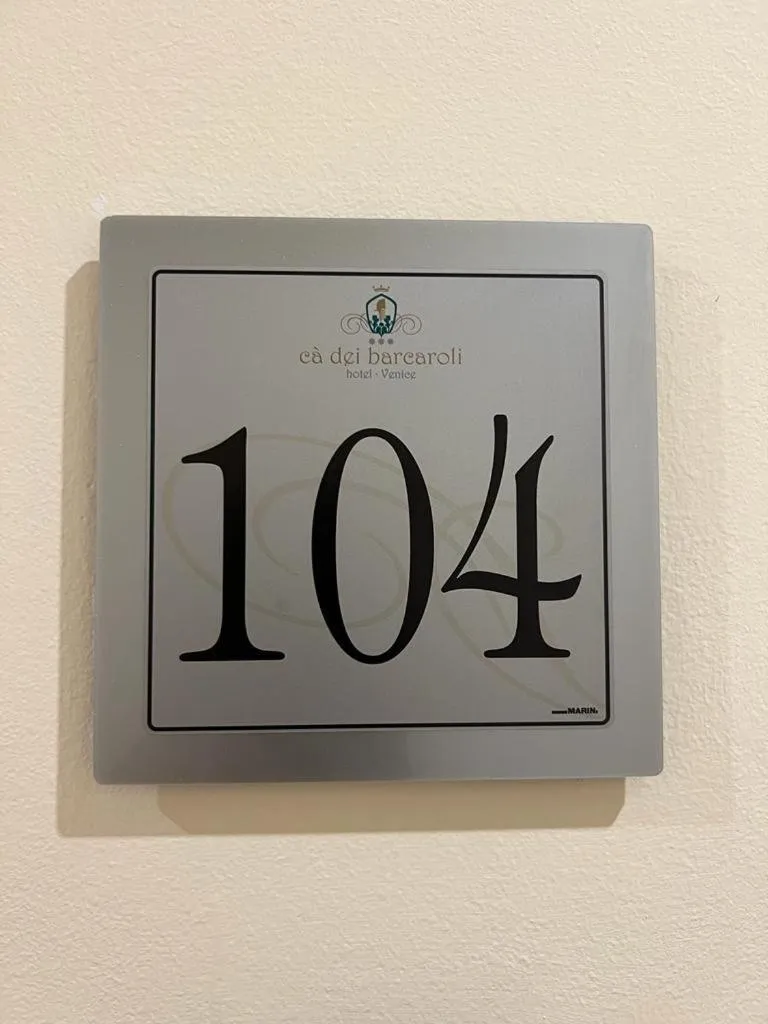 cà dei barcaroli
hotel · Venice
104
MARIN.